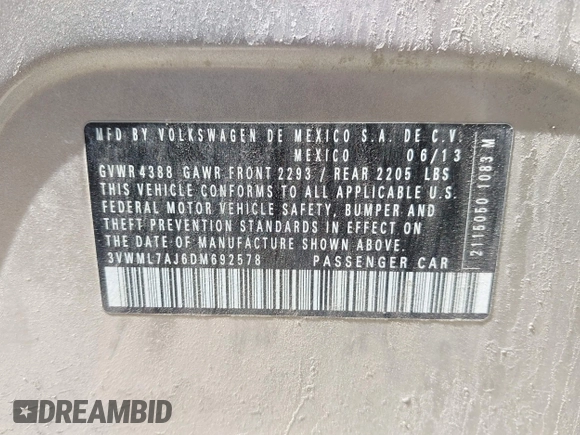 MFD BY VOLKSWAGEN DE MEXICO S.A. DE C.V.
MEXICO 06/13
GVWR 4388 GAWR FRONT 2293 / REAR 2205 LBS
THIS VEHICLE CONFORMS TO ALL APPLICABLE U.S.
FEDERAL MOTOR VEHICLE SAFETY, BUMPER AND
THEFT PREVENTION STANDARDS IN EFFECT ON
THE DATE OF MANUFACTURE SHOWN ABOVE.
3VWML7AJ6DM692578 PASSENGER CAR
2115050 1083 M
DREAMBID